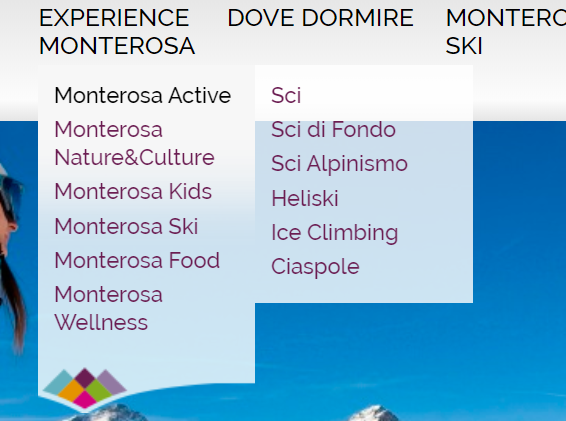 EXPERIENCE
MONTEROSA
DOVE DORMIRE
MONTERO
SKI
Monterosa Active
Monterosa
Nature&Culture
Monterosa Kids
Monterosa Ski
Monterosa Food
Monterosa
Wellness
Sci
Sci di Fondo
Sci Alpinismo
Heliski
Ice Climbing
Ciaspole